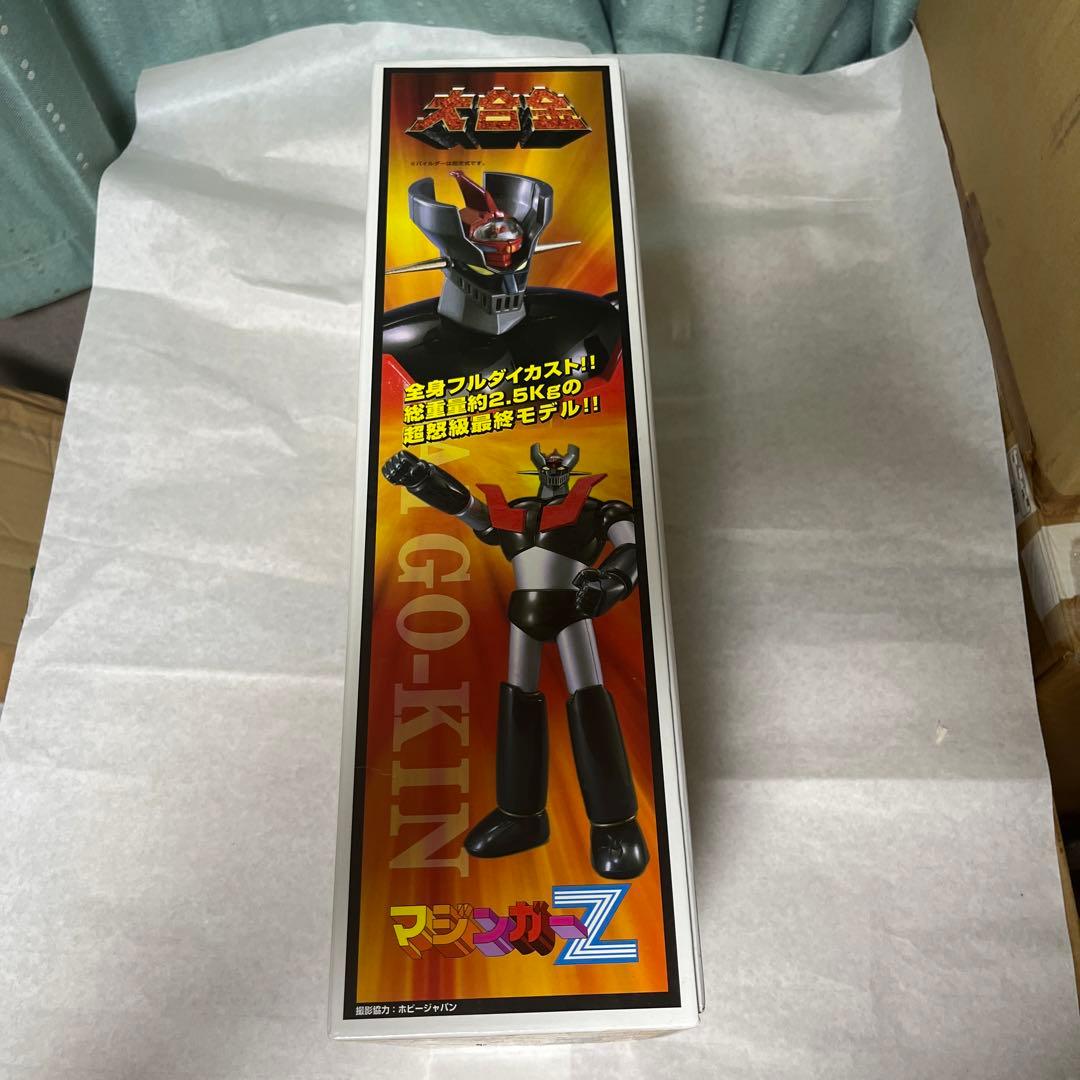 大合金
※パイルダーは固定式です。
全身フルダイカスト!!
総重量約2.5Kgの
超怒級最終モデル!!
AI GO-KIN
マジンガーZ
撮影協力：ホビージャパン